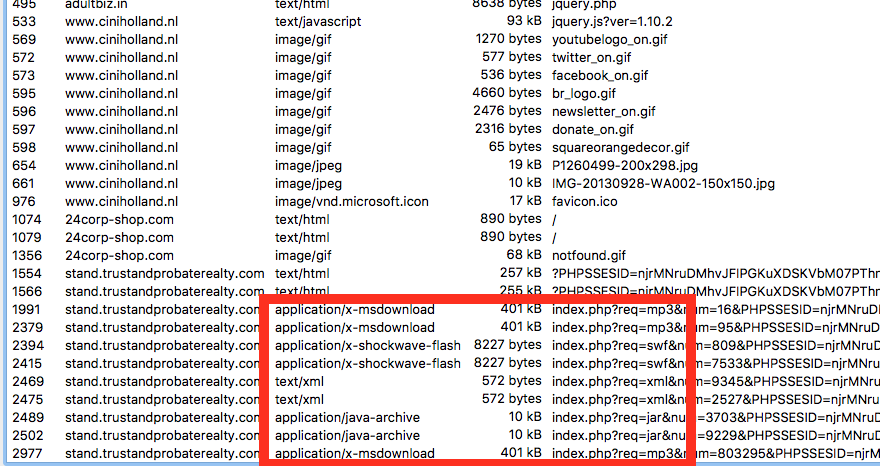 495 adultbiz.in text/html 8638 bytes jquery.php
533 www.ciniholland.nl text/javascript 93 kB jquery.js?ver=1.10.2
569 www.ciniholland.nl image/gif 1270 bytes youtubelogo_on.gif
572 www.ciniholland.nl image/gif 577 bytes twitter_on.gif
573 www.ciniholland.nl image/gif 536 bytes facebook_on.gif
595 www.ciniholland.nl image/gif 4660 bytes br_logo.gif
596 www.ciniholland.nl image/gif 2476 bytes newsletter_on.gif
597 www.ciniholland.nl image/gif 2316 bytes donate_on.gif
598 www.ciniholland.nl image/gif 65 bytes squareorangedecor.gif
654 www.ciniholland.nl image/jpeg 19 kB P1260499-200x298.jpg
661 www.ciniholland.nl image/jpeg 10 kB IMG-20130928-WA002-150x150.jpg
976 www.ciniholland.nl image/vnd.microsoft.icon 17 kB favicon.ico
1074 24corp-shop.com text/html 890 bytes /
1079 24corp-shop.com text/html 890 bytes /
1356 24corp-shop.com image/gif 68 kB notfound.gif
1554 stand.trustandprobaterealty.com text/html 257 kB ?PHPSSESID=njrMNruDMhvJFIPGKuXDSKVbM07PThn
1566 stand.trustandprobaterealty.com text/html 255 kB ?PHPSSESID=njrMNruDMhvJFIPGKuXDSKVbM07PThn
1991 stand.trustandprobaterealty.com application/x-msdownload 401 kB index.php?req=mp3&num=16&PHPSSESID=njrMNruD
2379 stand.trustandprobaterealty.com application/x-msdownload 401 kB index.php?req=mp3&num=95&PHPSSESID=njrMNruD
2394 stand.trustandprobaterealty.com application/x-shockwave-flash 8227 bytes index.php?req=swf&num=809&PHPSSESID=njrMNru
2415 stand.trustandprobaterealty.com application/x-shockwave-flash 8227 bytes index.php?req=swf&num=7533&PHPSSESID=njrMNr
2469 stand.trustandprobaterealty.com text/xml 572 bytes index.php?req=xml&num=9345&PHPSSESID=njrMNr
2475 stand.trustandprobaterealty.com text/xml 572 bytes index.php?req=xml&num=2527&PHPSSESID=njrMNr
2489 stand.trustandprobaterealty.com application/java-archive 10 kB index.php?req=jar&num=3703&PHPSSESID=njrMNru
2502 stand.trustandprobaterealty.com application/java-archive 10 kB index.php?req=jar&num=9229&PHPSSESID=njrMNru
2977 stand.trustandprobaterealty.com application/x-msdownload 401 kB index.php?req=mp3&num=803295&PHPSSESID=njrM